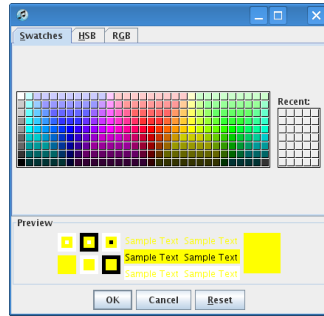 Swatches HSB RGB
Recent:
Preview
Sample Text Sample Text
Sample Text Sample Text
Sample Text Sample Text
OK Cancel Reset